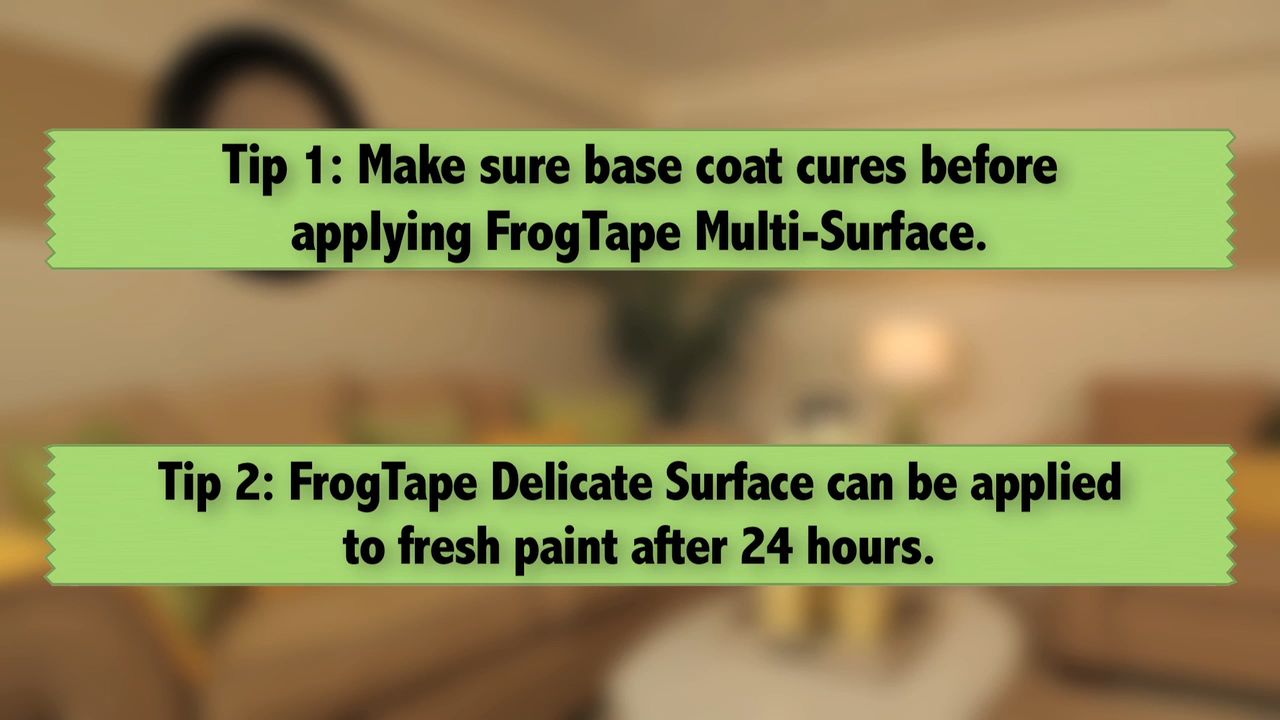 Tip 1: Make sure base coat cures before
applying FrogTape Multi-Surface.
Tip 2: FrogTape Delicate Surface can be applied
to fresh paint after 24 hours.